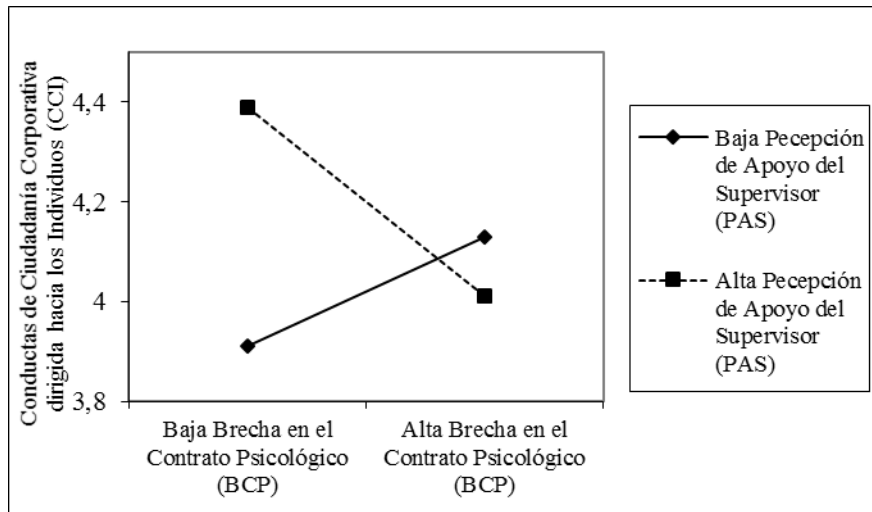 Conductas de Ciudadanía Corporativa
dirigida hacia los Individuos (CCI)
4,4
4,2
4
3,8
Baja Brecha en el
Contrato Psicológico
(BCP)
Alta Brecha en el
Contrato Psicológico
(BCP)
Baja Pecepción
de Apoyo del
Supervisor
(PAS)
Alta Pecepción
de Apoyo del
Supervisor
(PAS)